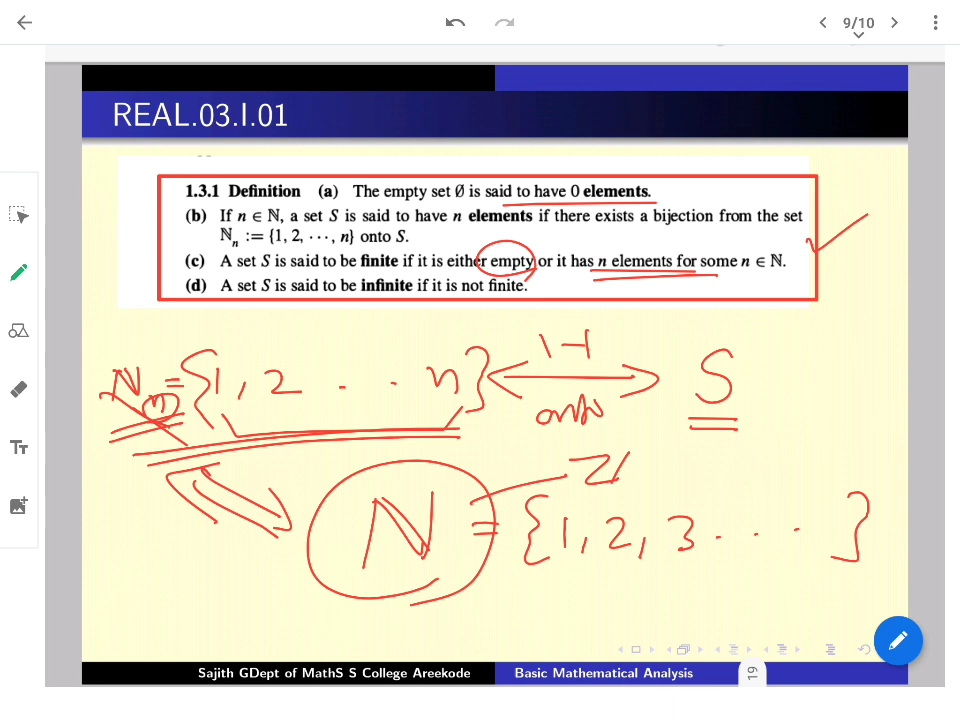 9/10
REAL.03.I.01
1.3.1 Definition (a) The empty set ∅ is said to have 0 elements.
(b) If n ∈ ℕ, a set S is said to have n elements if there exists a bijection from the set
ℕn := {1, 2, ···, n} onto S.
(c) A set S is said to be finite if it is either empty or it has n elements for some n ∈ ℕ.
(d) A set S is said to be infinite if it is not finite.
Nn = {1, 2 . . n} 1-1 onto S
N = {1, 2, 3 . . . . }
Tт
Sajith GDept of MathS S College Areekode Basic Mathematical Analysis 19